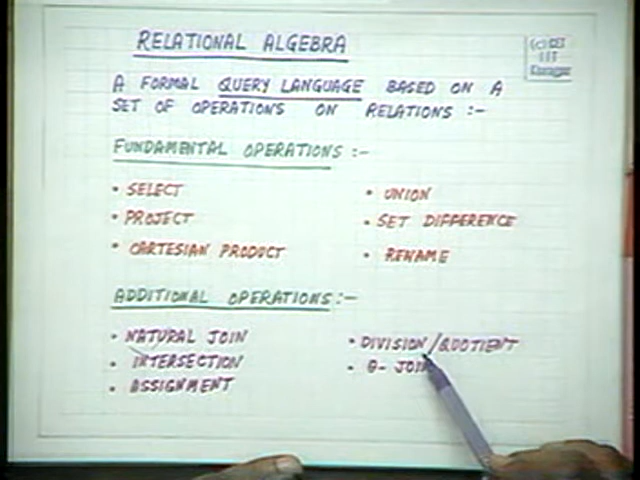 RELATIONAL ALGEBRA
(c) CET
IIT
A FORMAL QUERY LANGUAGE BASED ON A
SET OF OPERATIONS ON RELATIONS :-
FUNDAMENTAL OPERATIONS :-
• SELECT
• PROJECT
• CARTESIAN PRODUCT
• UNION
• SET DIFFERENCE
• RENAME
ADDITIONAL OPERATIONS :-
• NATURAL JOIN
• INTERSECTION
• ASSIGNMENT
• DIVISION/QUOTIENT
• θ- JOIN